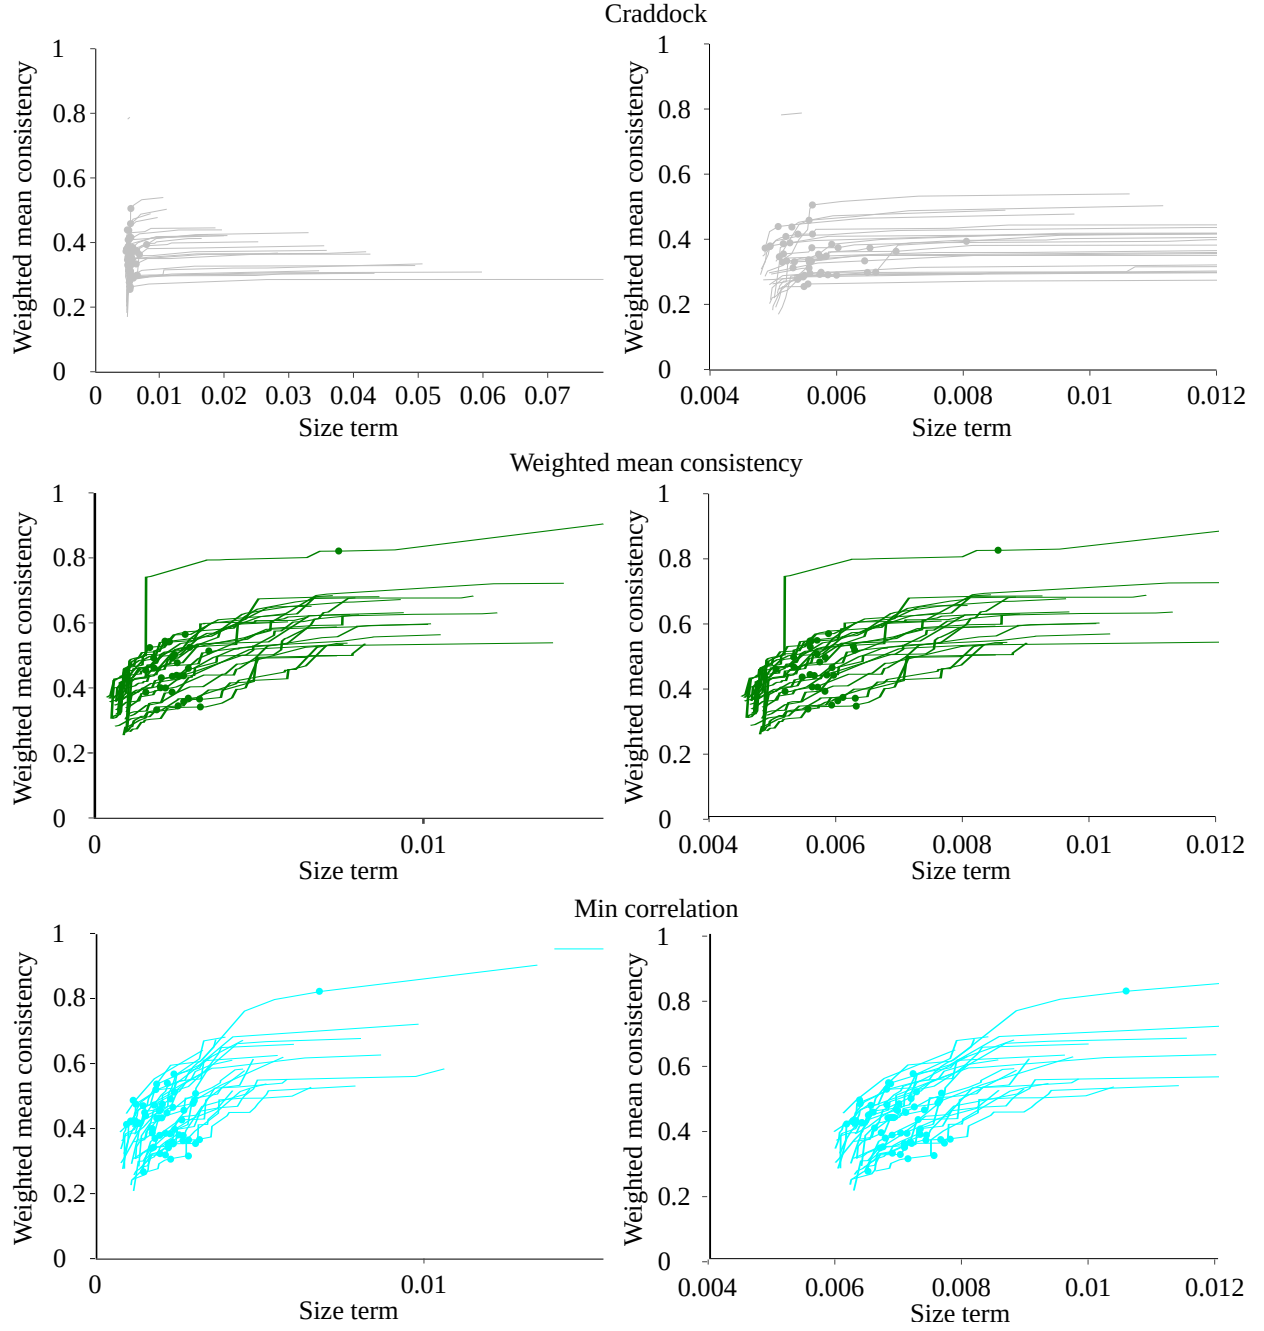 Craddock
Weighted mean consistency
1
0.8
0.6
0.4
0.2
0
0 0.01 0.02 0.03 0.04 0.05 0.06 0.07
Size term
Weighted mean consistency
1
0.8
0.6
0.4
0.2
0
0.004 0.006 0.008 0.01 0.012
Size term
Weighted mean consistency
Weighted mean consistency
1
0.8
0.6
0.4
0.2
0
0 0.01
Size term
Weighted mean consistency
1
0.8
0.6
0.4
0.2
0
0.004 0.006 0.008 0.01 0.012
Size term
Min correlation
Weighted mean consistency
1
0.8
0.6
0.4
0.2
0
0 0.01
Size term
Weighted mean consistency
1
0.8
0.6
0.4
0.2
0
0.004 0.006 0.008 0.01 0.012
Size term